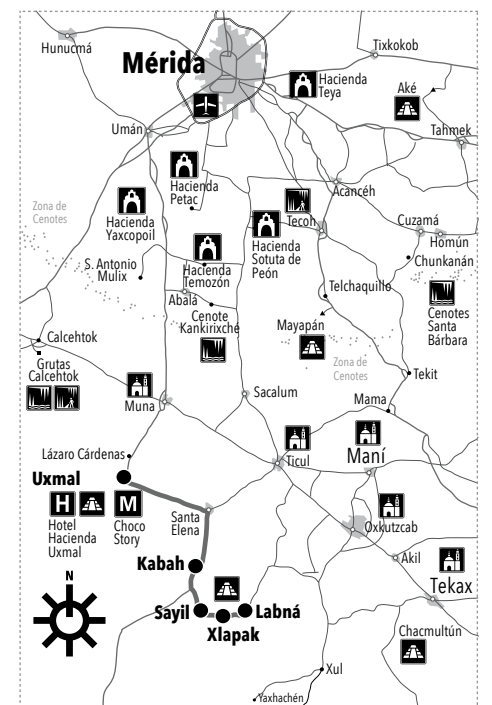 Hunucmá
Tixkokob
Mérida
Hacienda
Teya
Aké
Umán
Tahmek
Hacienda
Petac
Acancéh
Zona de
Cenotes
Hacienda
Yaxcopoil
Tecoh
Cuzamá
Homún
Hacienda
Sotuta de
Peón
Chunkanán
S. Antonio
Mulix
Hacienda
Temozón
Telchaquillo
Abalá
Cenote
Kankirixché
Mayapán
Cenotes
Santa
Bárbara
Calcehtok
Grutas
Calcehtok
Zona de
Cenotes
Tekit
Muna
Sacalum
Mama
Lázaro Cárdenas
Ticul
Maní
Uxmal
H
M
Hotel
Hacienda
Uxmal
Choco
Story
Santa
Elena
Oxkutzcab
Kabah
Akil
N
Tekax
Sayil
Labná
Xlapak
Chacmultún
Xul
Yaxhachén